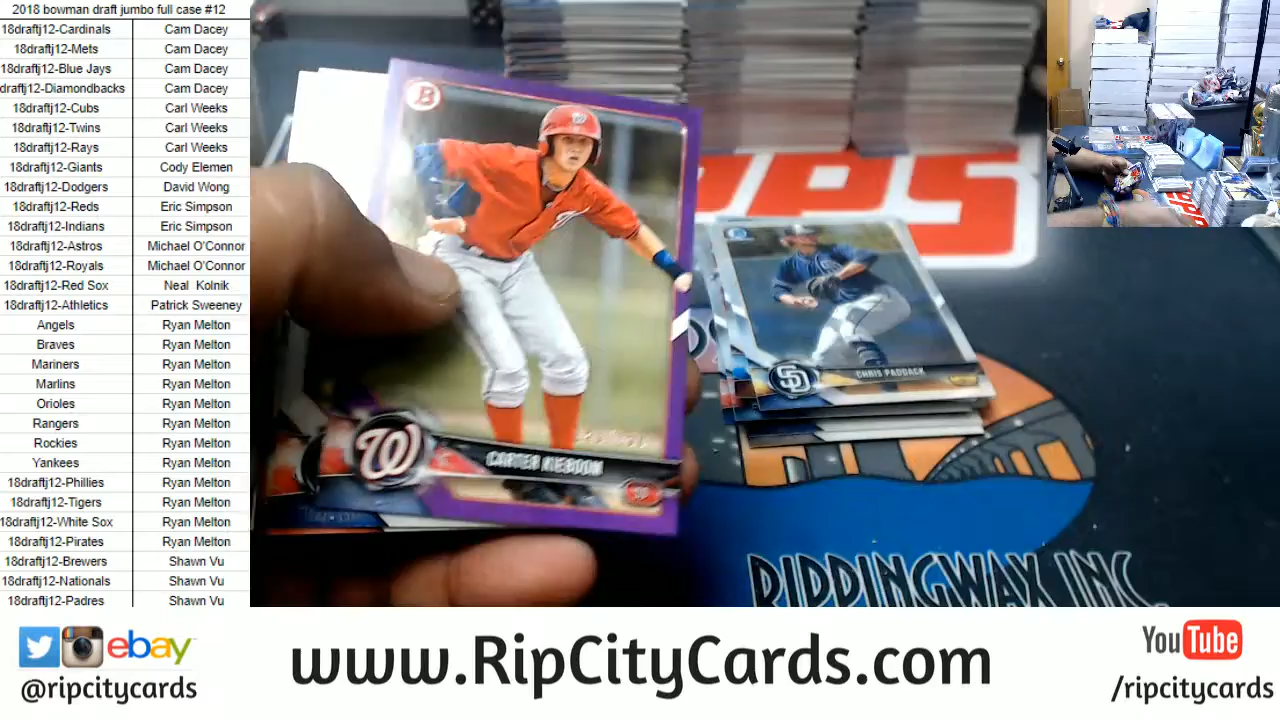 2018 bowman draft jumbo full case #12
18draftj12-Cardinals Cam Dacey
18draftj12-Mets Cam Dacey
18draftj12-Blue Jays Cam Dacey
draftj12-Diamondbacks Cam Dacey
18draftj12-Cubs Carl Weeks
18draftj12-Twins Carl Weeks
18draftj12-Rays Carl Weeks
18draftj12-Giants Cody Elemen
18draftj12-Dodgers David Wong
18draftj12-Reds Eric Simpson
18draftj12-Indians Eric Simpson
18draftj12-Astros Michael O'Connor
18draftj12-Royals Michael O'Connor
18draftj12-Red Sox Neal Kolnik
18draftj12-Athletics Patrick Sweeney
Angels Ryan Melton
Braves Ryan Melton
Mariners Ryan Melton
Marlins Ryan Melton
Orioles Ryan Melton
Rangers Ryan Melton
Rockies Ryan Melton
Yankees Ryan Melton
18draftj12-Phillies Ryan Melton
18draftj12-Tigers Ryan Melton
18draftj12-White Sox Ryan Melton
18draftj12-Pirates Ryan Melton
18draftj12-Brewers Shawn Vu
18draftj12-Nationals Shawn Vu
18draftj12-Padres Shawn Vu
B
W
W
CARTER KIEBOOM
PPS
SD
CHRIS PADDACK
RIPPINGWAX INC.
ebay
@ripcitycards
www.RipCityCards.com
YouTube
/ripcitycards